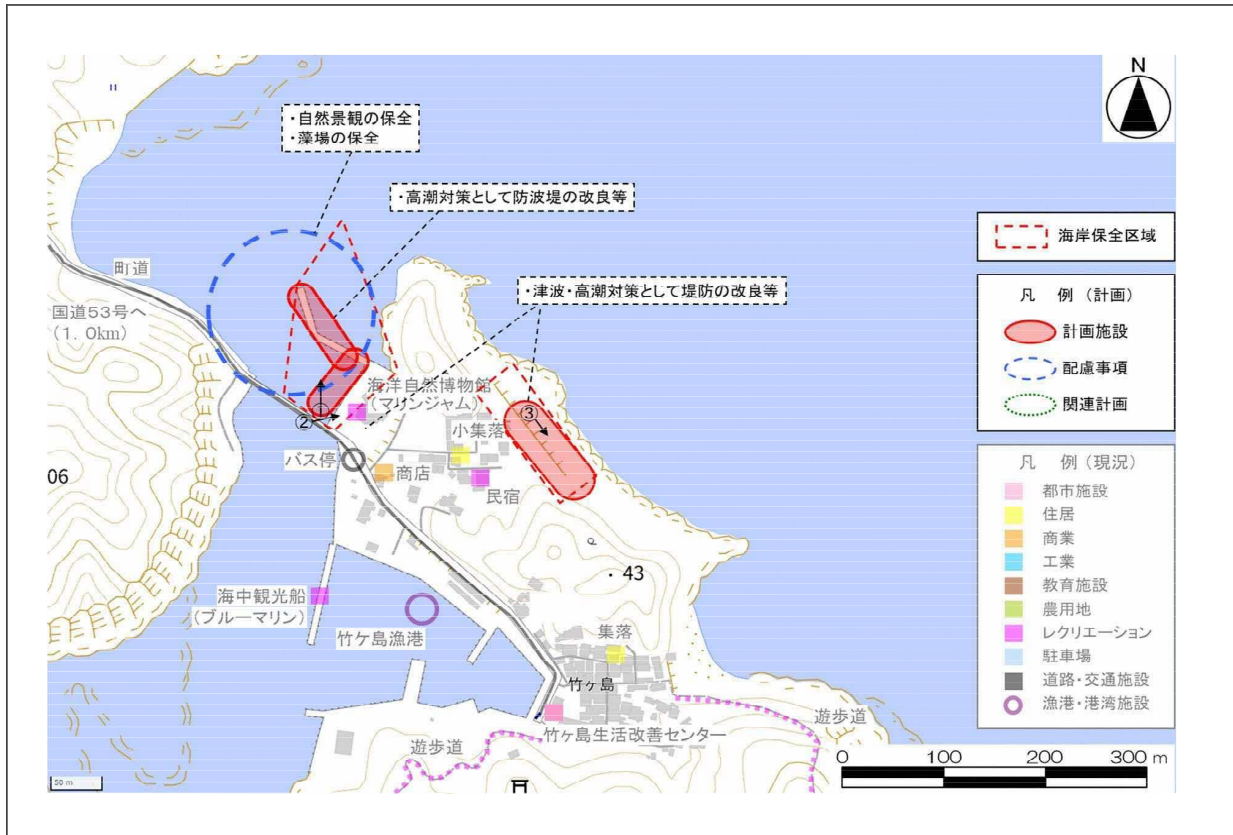 N
・自然景観の保全
・藻場の保全
・高潮対策として防波堤の改良等
海岸保全区域
町道
・津波・高潮対策として堤防の改良等
国道53号へ
(1.0km)
凡 例(計画)
計画施設
配慮事項
関連計画
海洋自然博物館
(マリンジャム)
②
③
小集落
バス停
商店
民宿
06
凡 例(現況)
都市施設
住居
商業
工業
教育施設
農用地
レクリエーション
駐車場
道路・交通施設
漁港・港湾施設
・43
海中観光船
(ブルーマリン)
竹ケ島漁港
集落
竹ヶ島
竹ヶ島生活改善センター
遊歩道
遊歩道
0 100 200 300 m
50 m